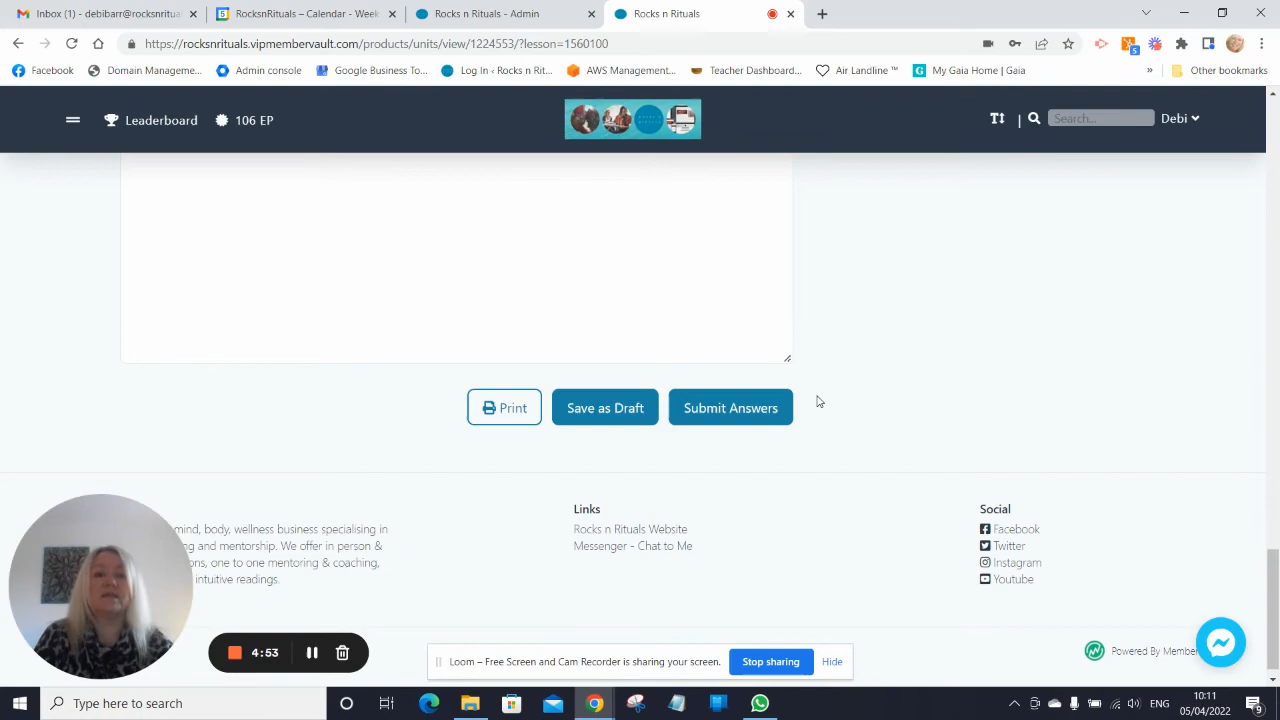 Inbox (1) - debibarr@rocksnritua
RocksnRituals – Calendar - Week
Rocks n Rituals - Admin
Rocks n Rituals
https://rocksnrituals.vipmembervault.com/products/units/view/1224553/?lesson=1560100
5
Facebook
Domain Manageme...
Admin console
Google Business To...
Log In ‹ Rocks n Rit...
AWS Management...
Teacher Dashboard...
Air Landline ™
My Gaia Home | Gaia
»
Other bookmarks
Leaderboard
106 EP
|
Search...
Debi
Print
Save as Draft
Submit Answers
mind, body, wellness business specialising in
ng and mentorship. We offer in person &
ons, one to one mentoring & coaching,
intuitive readings.
Links
Rocks n Rituals Website
Messenger - Chat to Me
Social
Facebook
Twitter
Instagram
Youtube
4:53
Loom – Free Screen and Cam Recorder is sharing your screen.
Stop sharing
Hide
Powered By Member
Type here to search
ENG
10:11
05/04/2022
9